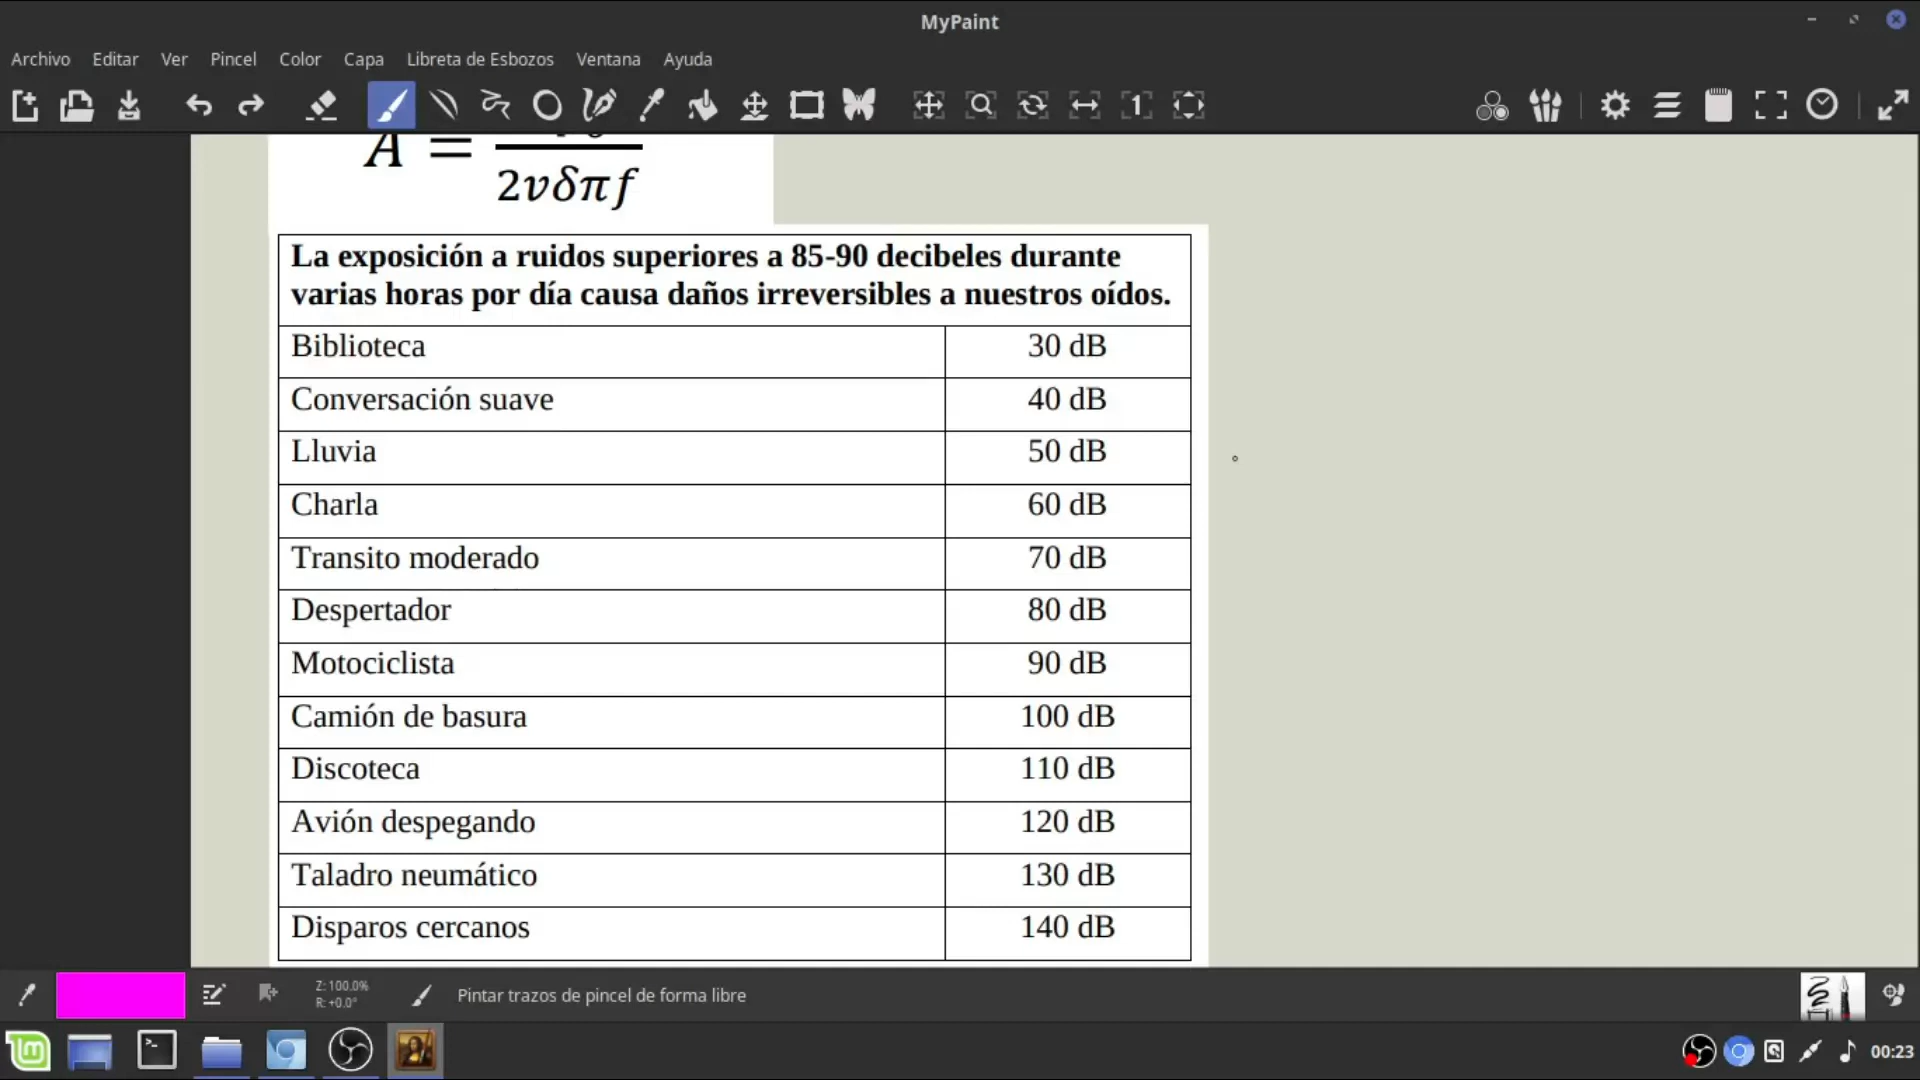 MyPaint
Archivo Editar Ver Pincel Color Capa Libreta de Esbozos Ventana Ayuda
A =
2νδπf
La exposición a ruidos superiores a 85-90 decibeles durante
varias horas por día causa daños irreversibles a nuestros oídos.
Biblioteca 30 dB
Conversación suave 40 dB
Lluvia 50 dB
Charla 60 dB
Transito moderado 70 dB
Despertador 80 dB
Motociclista 90 dB
Camión de basura 100 dB
Discoteca 110 dB
Avión despegando 120 dB
Taladro neumático 130 dB
Disparos cercanos 140 dB
Z: 100.0%
R: +0.0°
Pintar trazos de pincel de forma libre
00:23